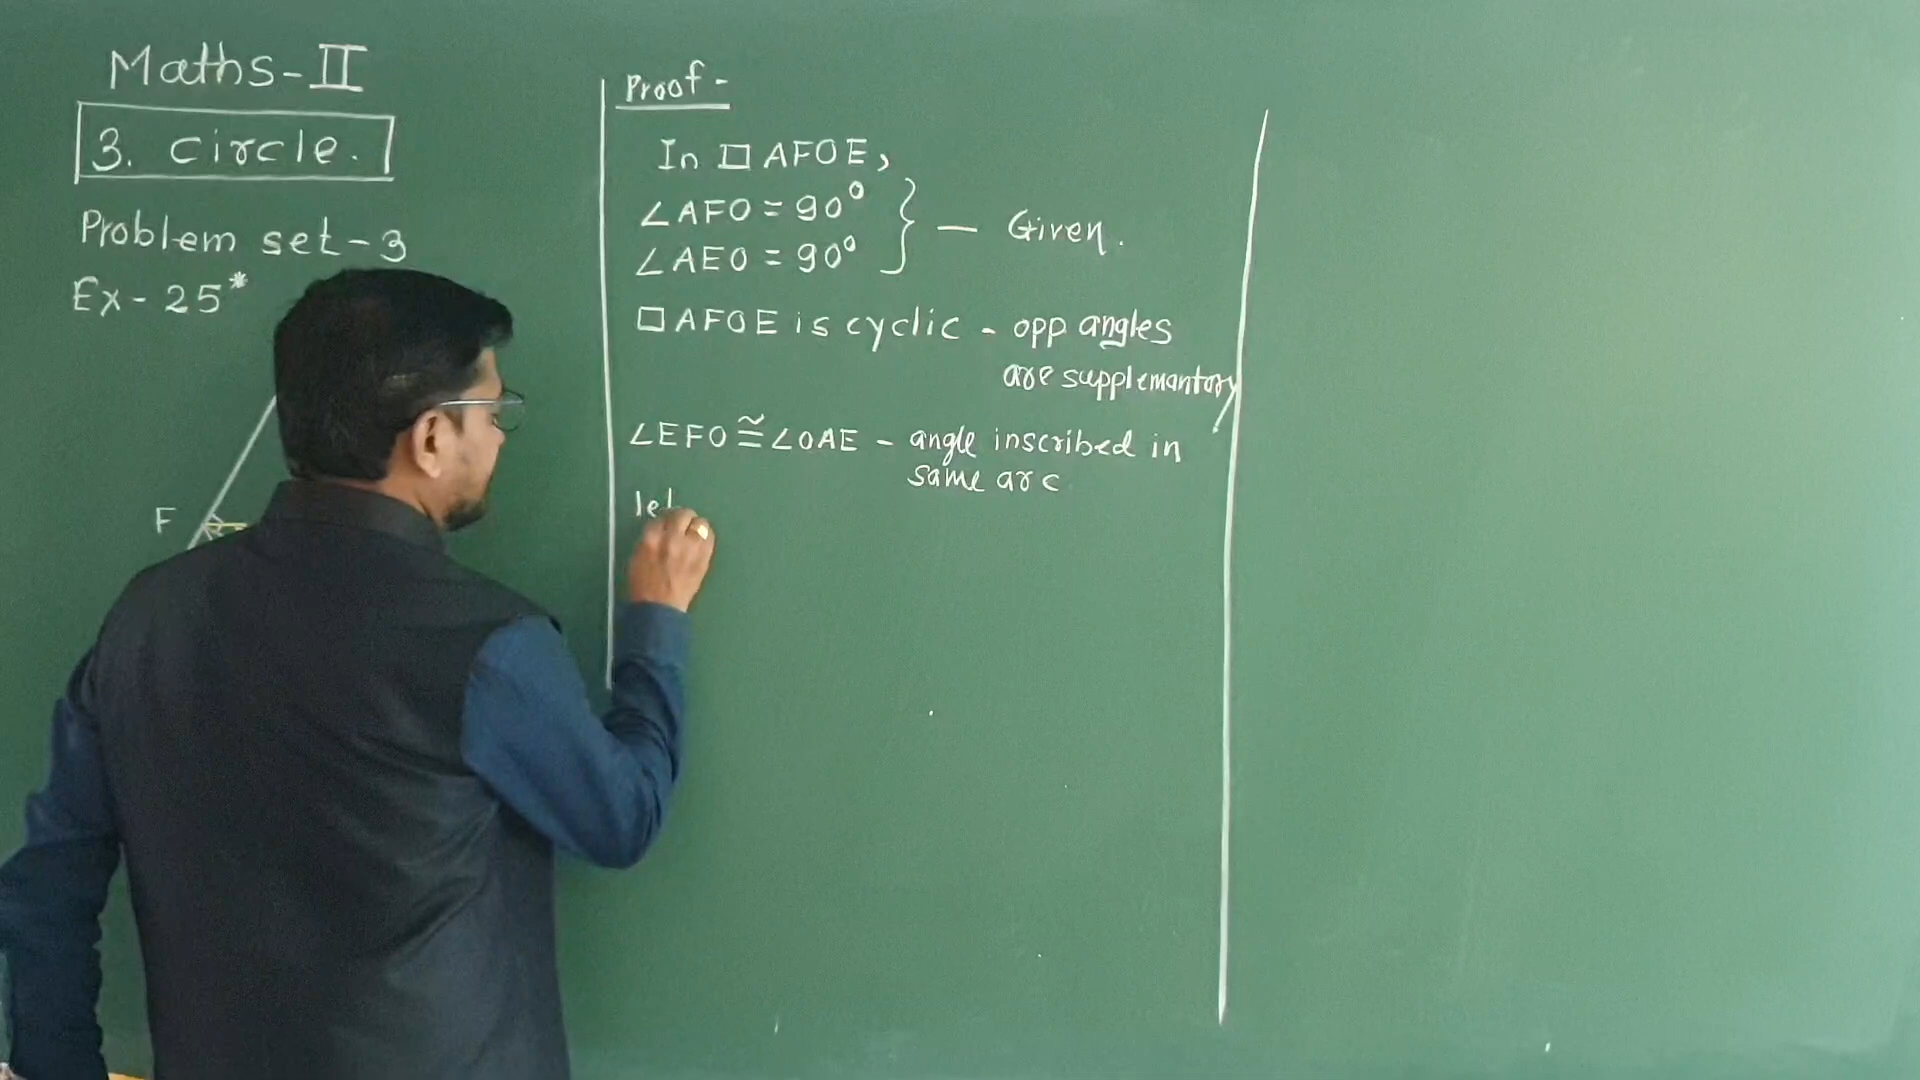 Maths-II
3. circle.
Problem set-3
Ex-25*
F
Proof-
In □ AFOE,
∠AFO = 90°
∠AEO = 90°
} — Given.
□ AFOE is cyclic - opp angles
are supplemantory
∠EFO ≅ ∠OAE - angle inscribed in
same arc
let